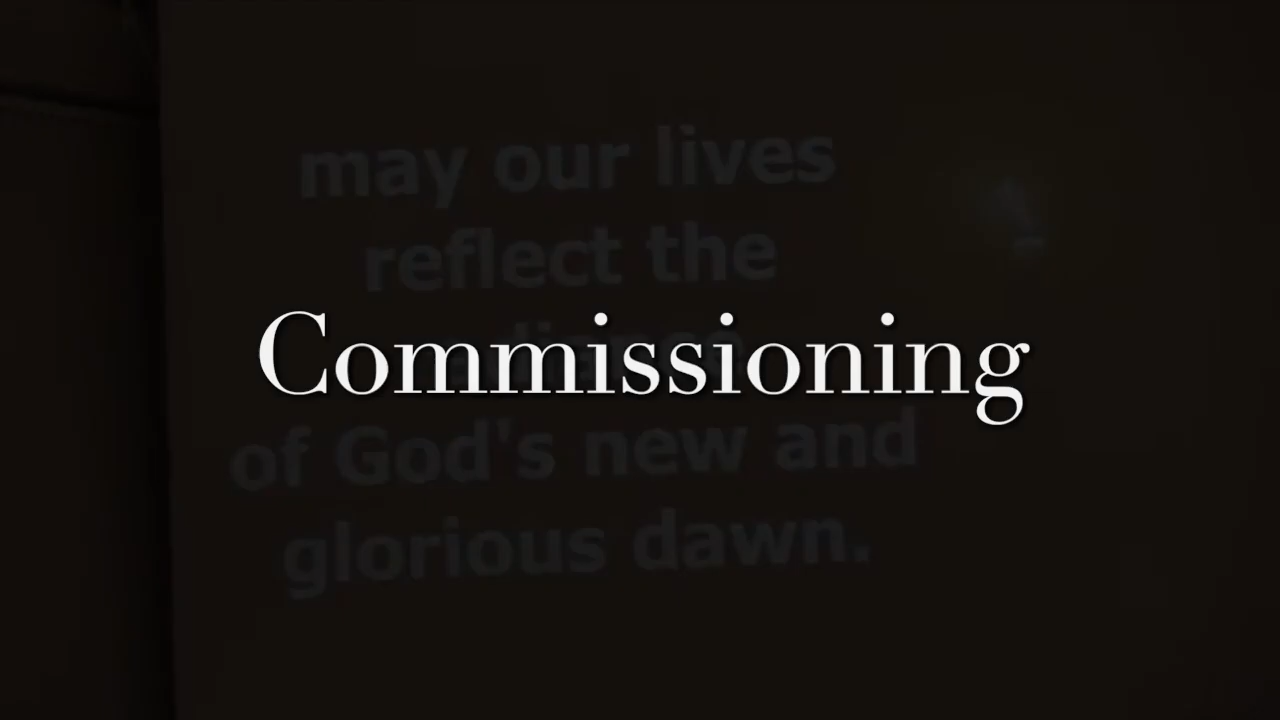 may our lives
reflect the
Commissioning
of God's new and
glorious dawn.